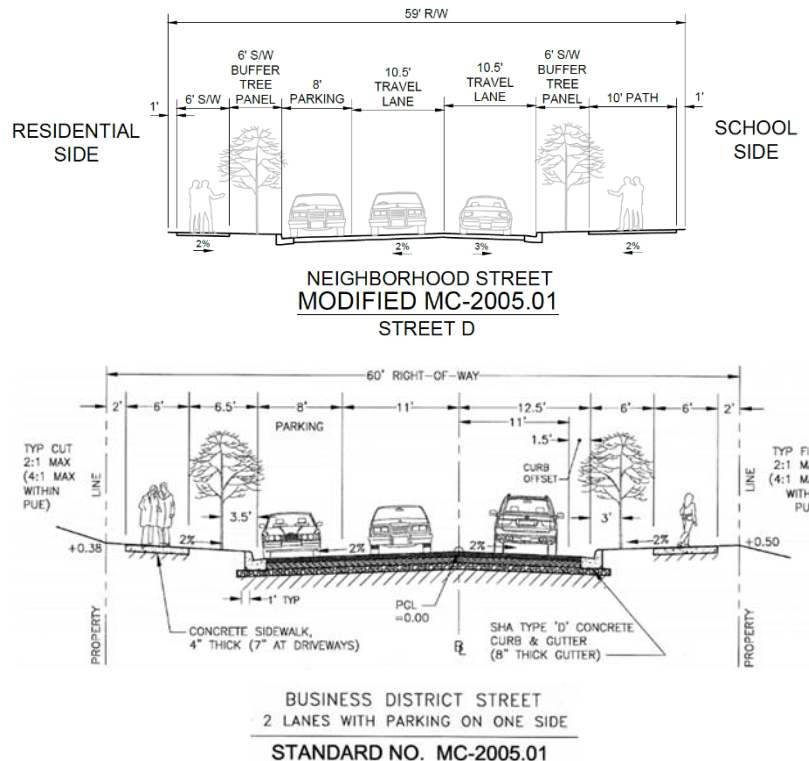 59' R/W
6' S/W
BUFFER
TREE
PANEL
6' S/W
8'
PARKING
10.5'
TRAVEL
LANE
10.5'
TRAVEL
LANE
6' S/W
BUFFER
TREE
PANEL
10' PATH
1'
1'
RESIDENTIAL
SIDE
SCHOOL
SIDE
2%
2%
3%
2%
NEIGHBORHOOD STREET
MODIFIED MC-2005.01
STREET D
60' RIGHT-OF-WAY
2'
6'
6.5'
8'
11'
12.5'
6'
6'
2'
PARKING
11'
1.5'
CURB
OFFSET
TYP CUT
2:1 MAX
(4:1 MAX
WITHIN
PUE)
LINE
LINE
TYP
2:1
(4:1
3.5'
3'
2%
2%
2%
2%
+0.38
+0.50
1' TYP
PGL
=0.00
PROPERTY
PROPERTY
CONCRETE SIDEWALK,
4" THICK (7" AT DRIVEWAYS)
SHA TYPE 'D' CONCRETE
CURB & GUTTER
(8" THICK GUTTER)
BUSINESS DISTRICT STREET
2 LANES WITH PARKING ON ONE SIDE
STANDARD NO. MC-2005.01